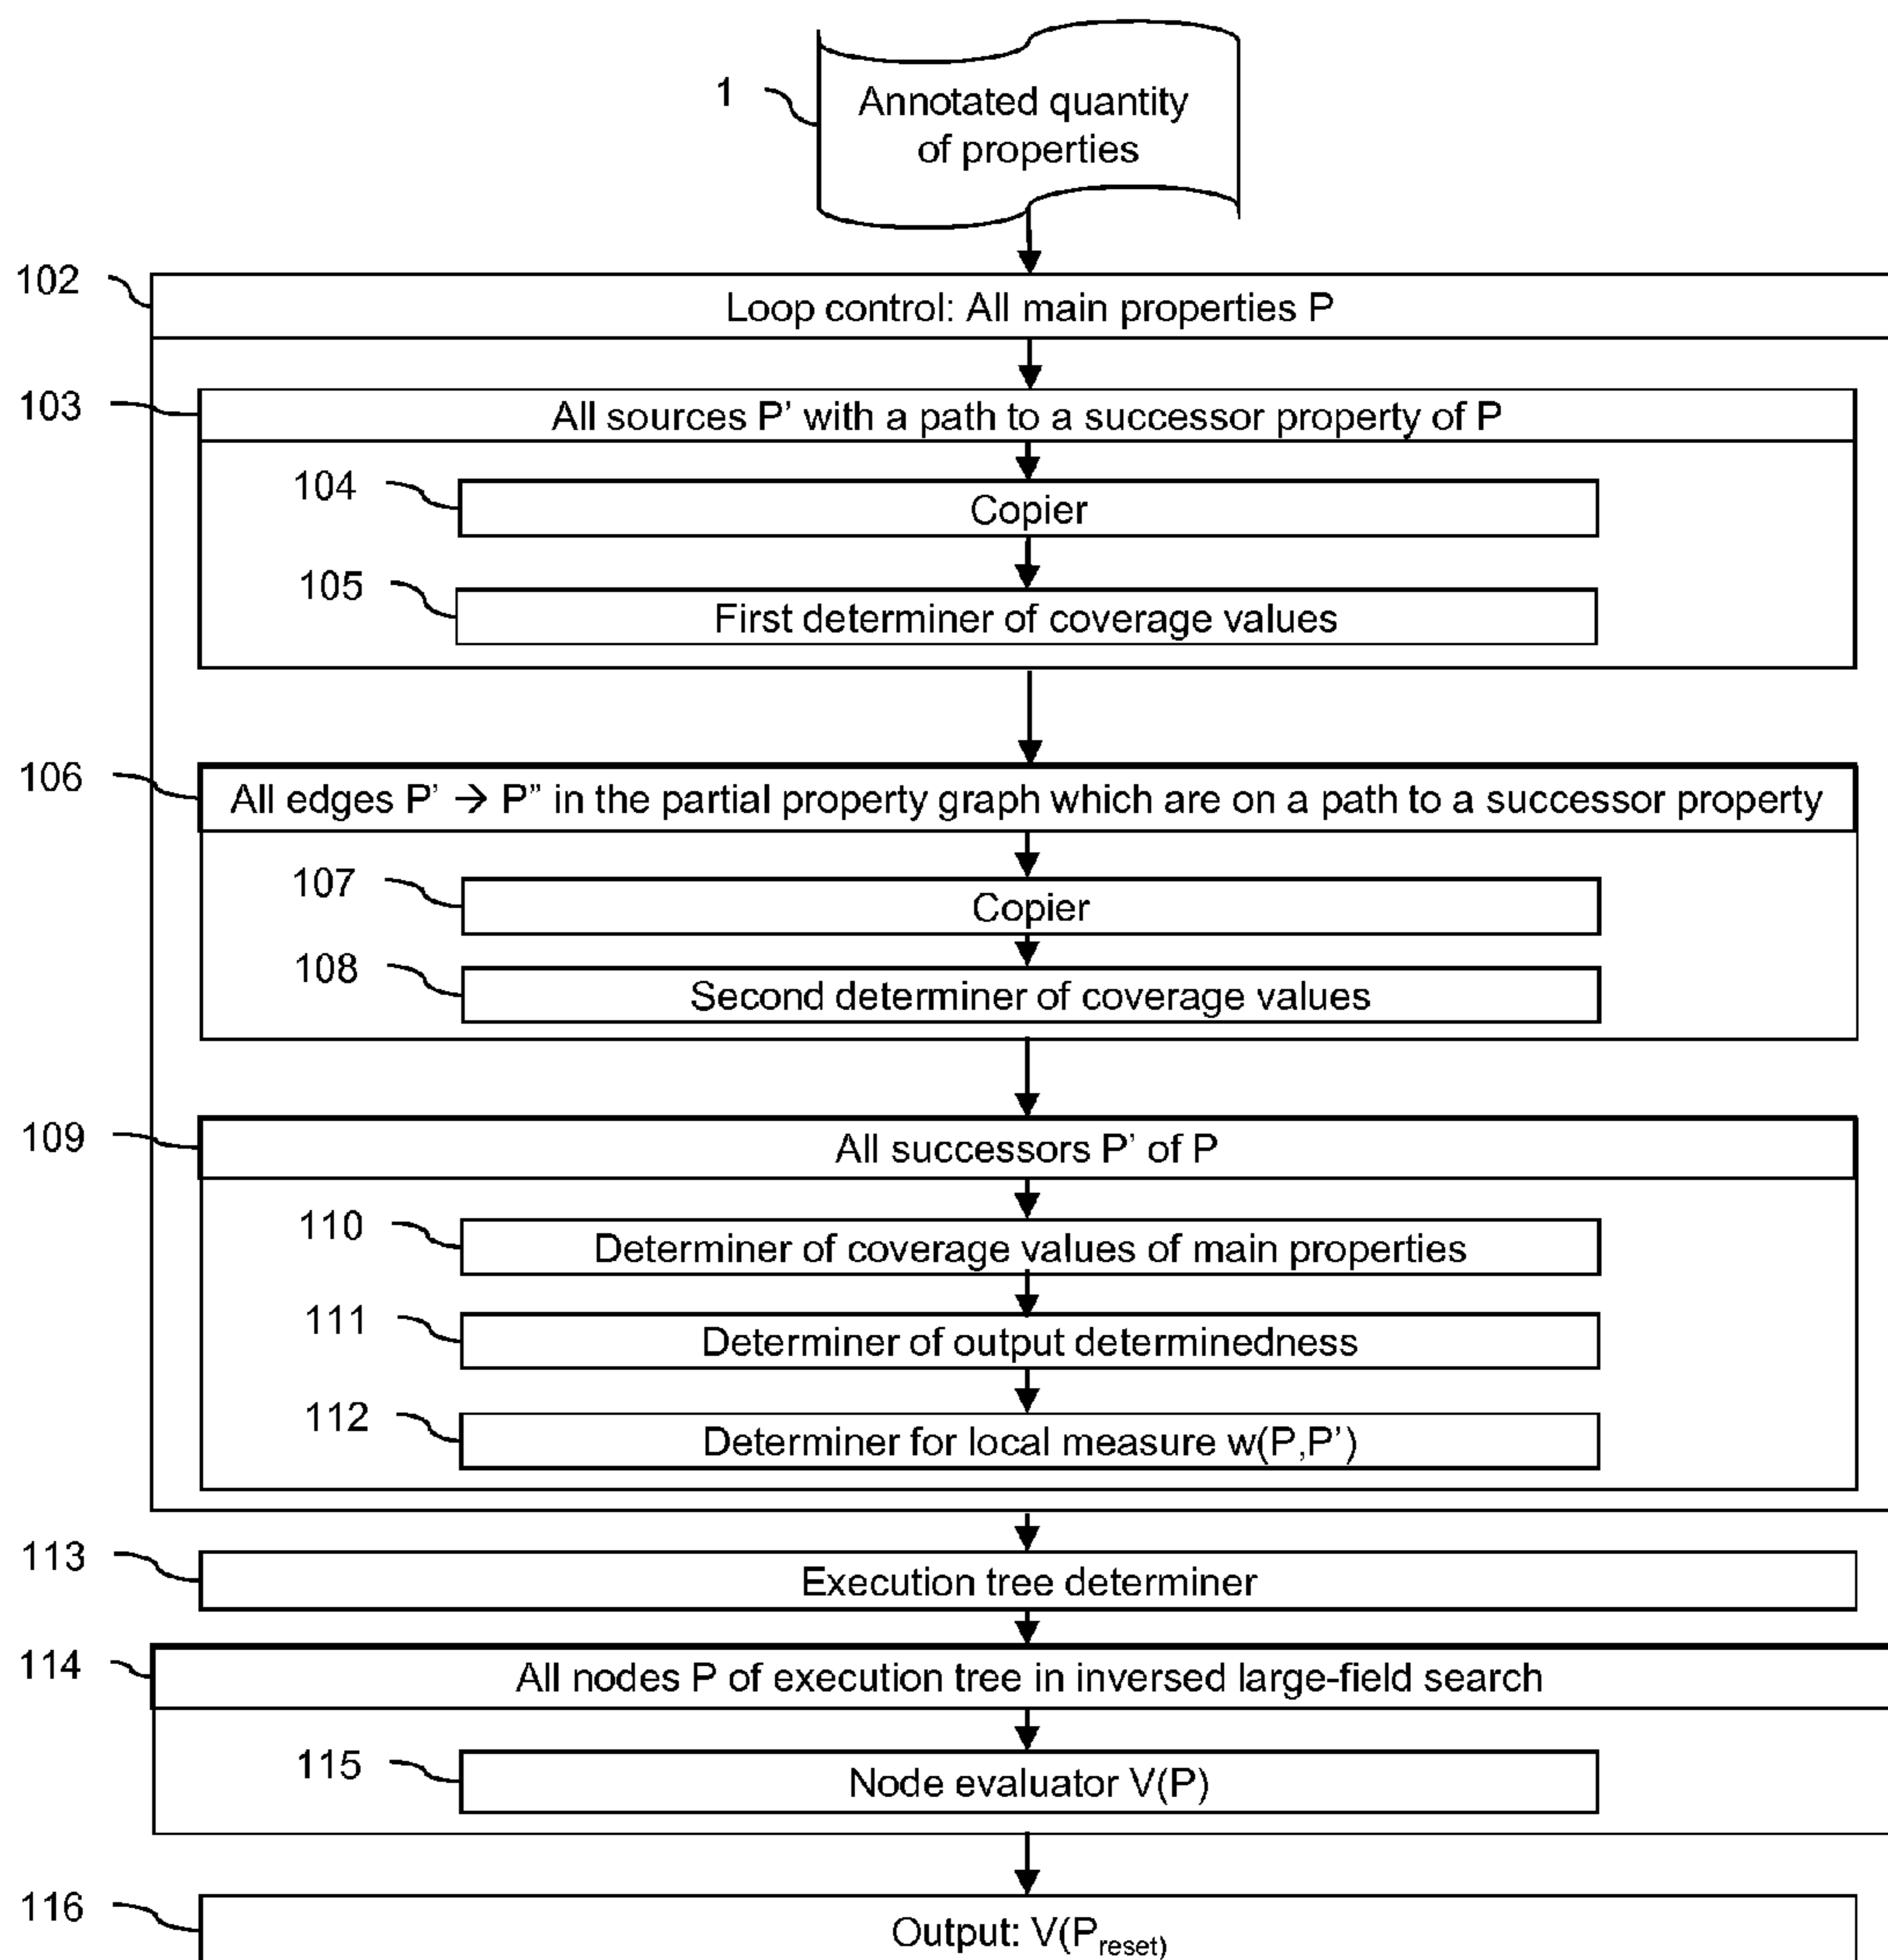 1
Annotated quantity
of properties
102
Loop control: All main properties P
103
All sources P' with a path to a successor property of P
104
Copier
105
First determiner of coverage values
106
All edges P' → P" in the partial property graph which are on a path to a successor property
107
Copier
108
Second determiner of coverage values
109
All successors P' of P
110
Determiner of coverage values of main properties
111
Determiner of output determinedness
112
Determiner for local measure w(P,P')
113
Execution tree determiner
114
All nodes P of execution tree in inversed large-field search
115
Node evaluator V(P)
116
Output: V(Preset)